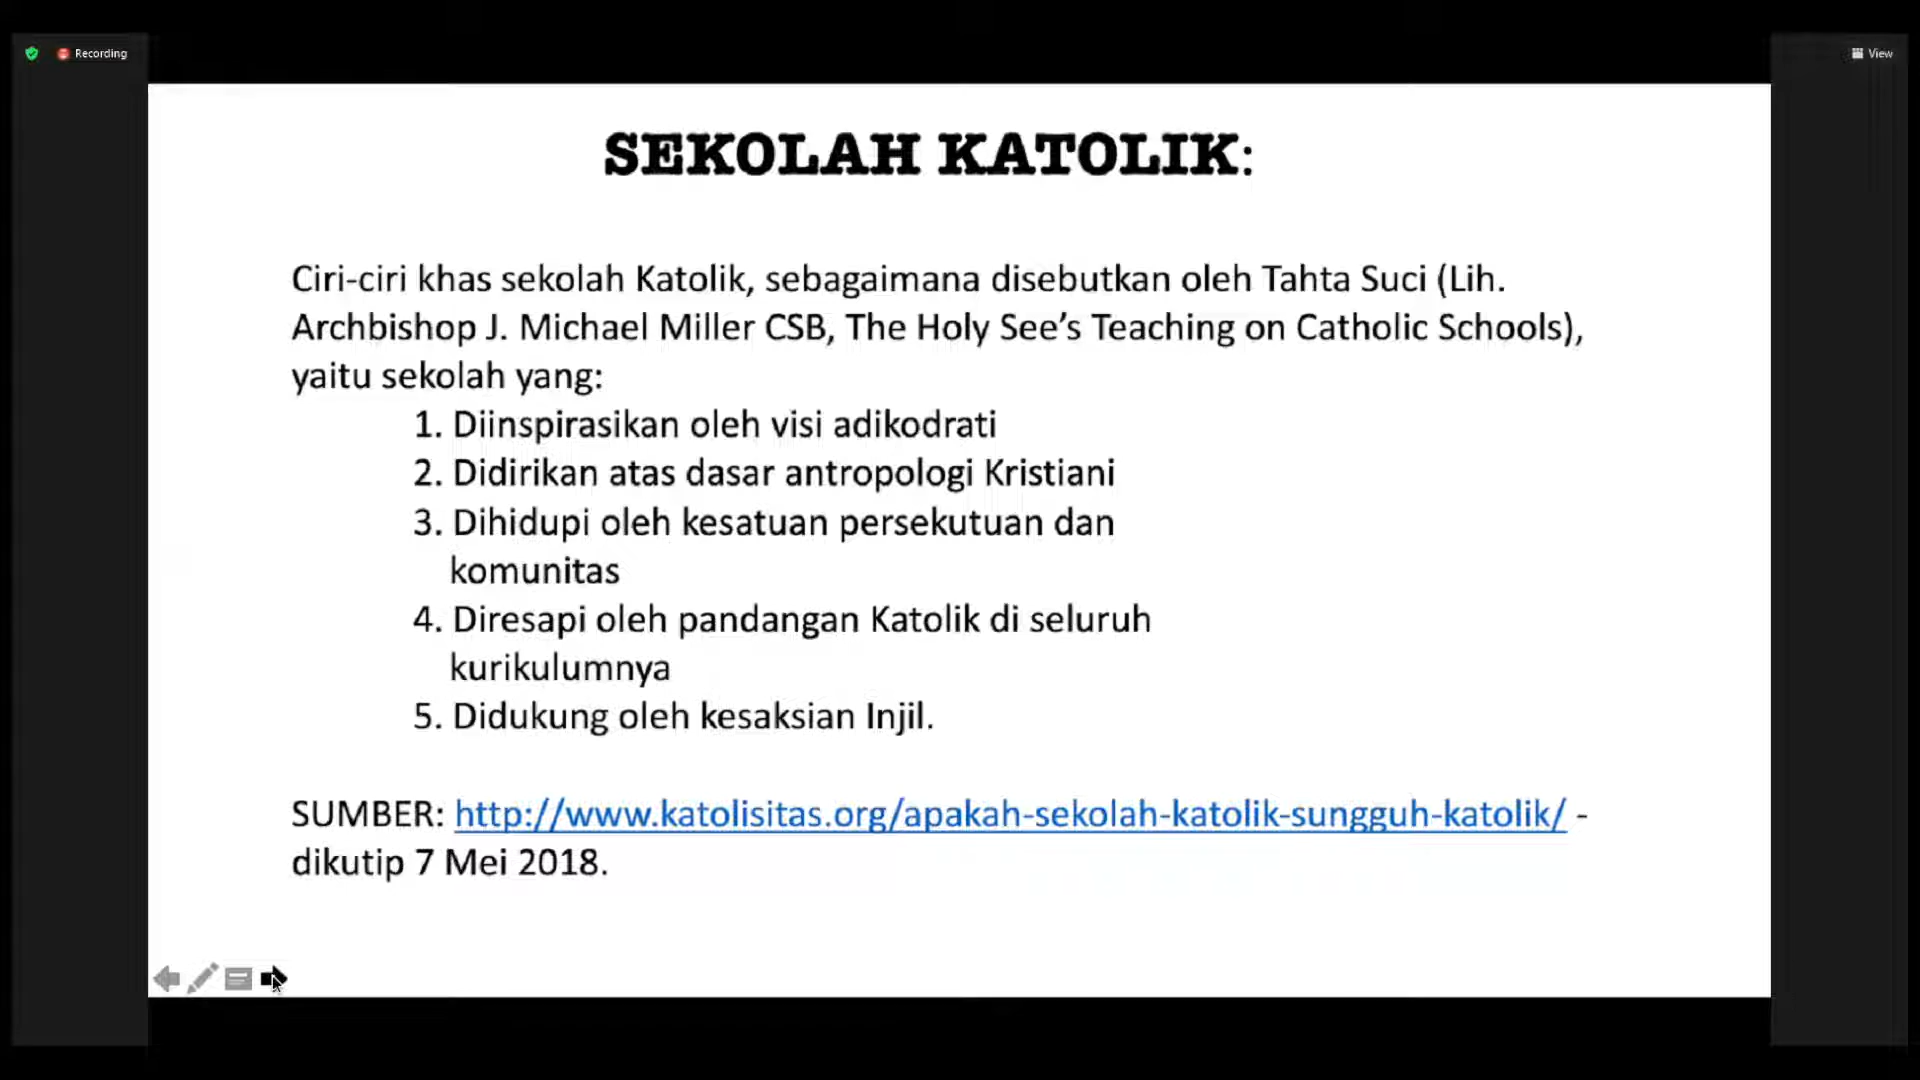 Recording
View
SEKOLAH KATOLIK:
Ciri-ciri khas sekolah Katolik, sebagaimana disebutkan oleh Tahta Suci (Lih.
Archbishop J. Michael Miller CSB, The Holy See’s Teaching on Catholic Schools),
yaitu sekolah yang:
1. Diinspirasikan oleh visi adikodrati
2. Didirikan atas dasar antropologi Kristiani
3. Dihidupi oleh kesatuan persekutuan dan
komunitas
4. Diresapi oleh pandangan Katolik di seluruh
kurikulumnya
5. Didukung oleh kesaksian Injil.
SUMBER: http://www.katolisitas.org/apakah-sekolah-katolik-sungguh-katolik/ -
dikutip 7 Mei 2018.